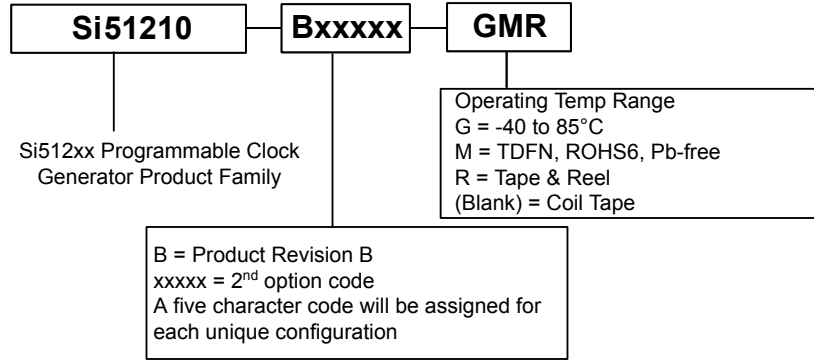 Si51210 Bxxxxx GMR
Operating Temp Range
G = -40 to 85°C
M = TDFN, ROHS6, Pb-free
R = Tape & Reel
(Blank) = Coil Tape
Si512xx Programmable Clock
Generator Product Family
B = Product Revision B
xxxxx = 2nd option code
A five character code will be assigned for
each unique configuration